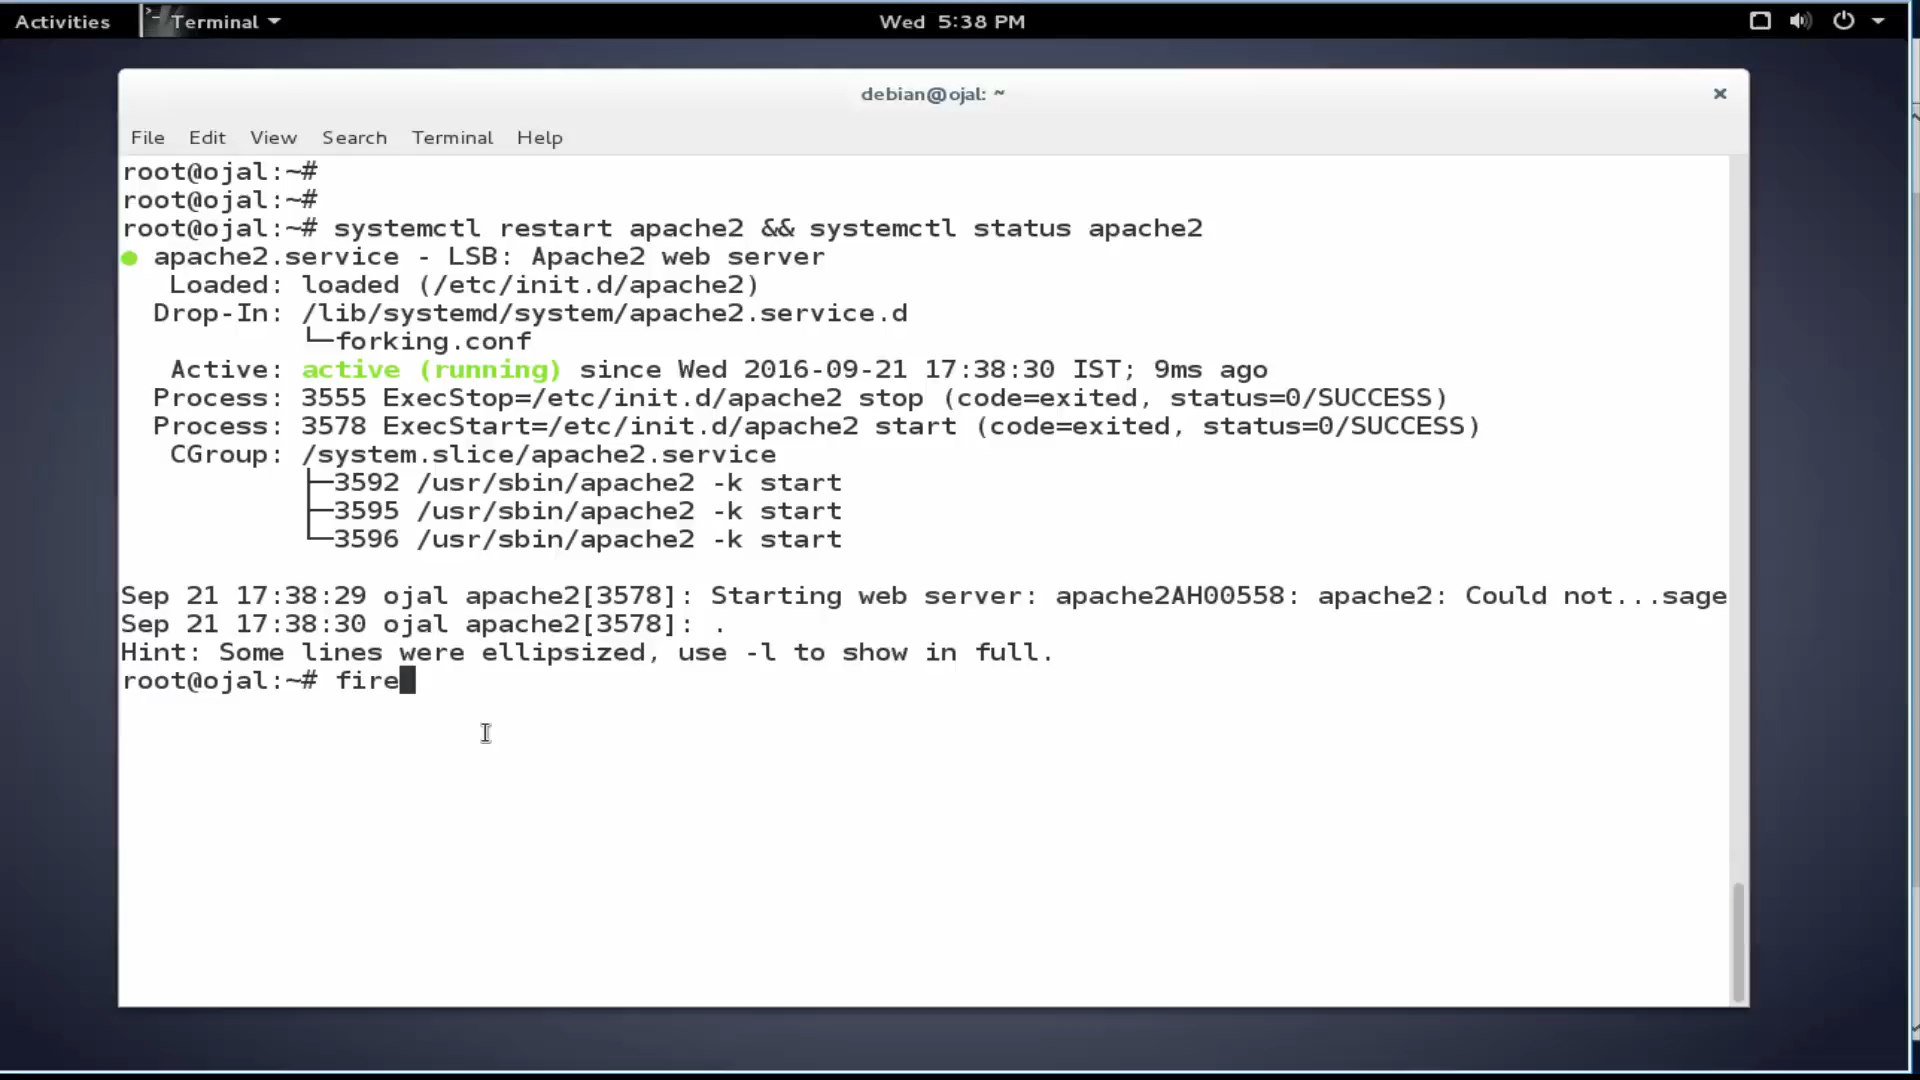 Activities Terminal Wed 5:38 PM
debian@ojal: ~ ×
File Edit View Search Terminal Help
root@ojal:~#
root@ojal:~#
root@ojal:~# systemctl restart apache2 && systemctl status apache2
● apache2.service - LSB: Apache2 web server
   Loaded: loaded (/etc/init.d/apache2)
  Drop-In: /lib/systemd/system/apache2.service.d
           └─forking.conf
   Active: active (running) since Wed 2016-09-21 17:38:30 IST; 9ms ago
  Process: 3555 ExecStop=/etc/init.d/apache2 stop (code=exited, status=0/SUCCESS)
  Process: 3578 ExecStart=/etc/init.d/apache2 start (code=exited, status=0/SUCCESS)
   CGroup: /system.slice/apache2.service
           ├─3592 /usr/sbin/apache2 -k start
           ├─3595 /usr/sbin/apache2 -k start
           └─3596 /usr/sbin/apache2 -k start
Sep 21 17:38:29 ojal apache2[3578]: Starting web server: apache2AH00558: apache2: Could not...sage
Sep 21 17:38:30 ojal apache2[3578]: .
Hint: Some lines were ellipsized, use -l to show in full.
root@ojal:~# fire